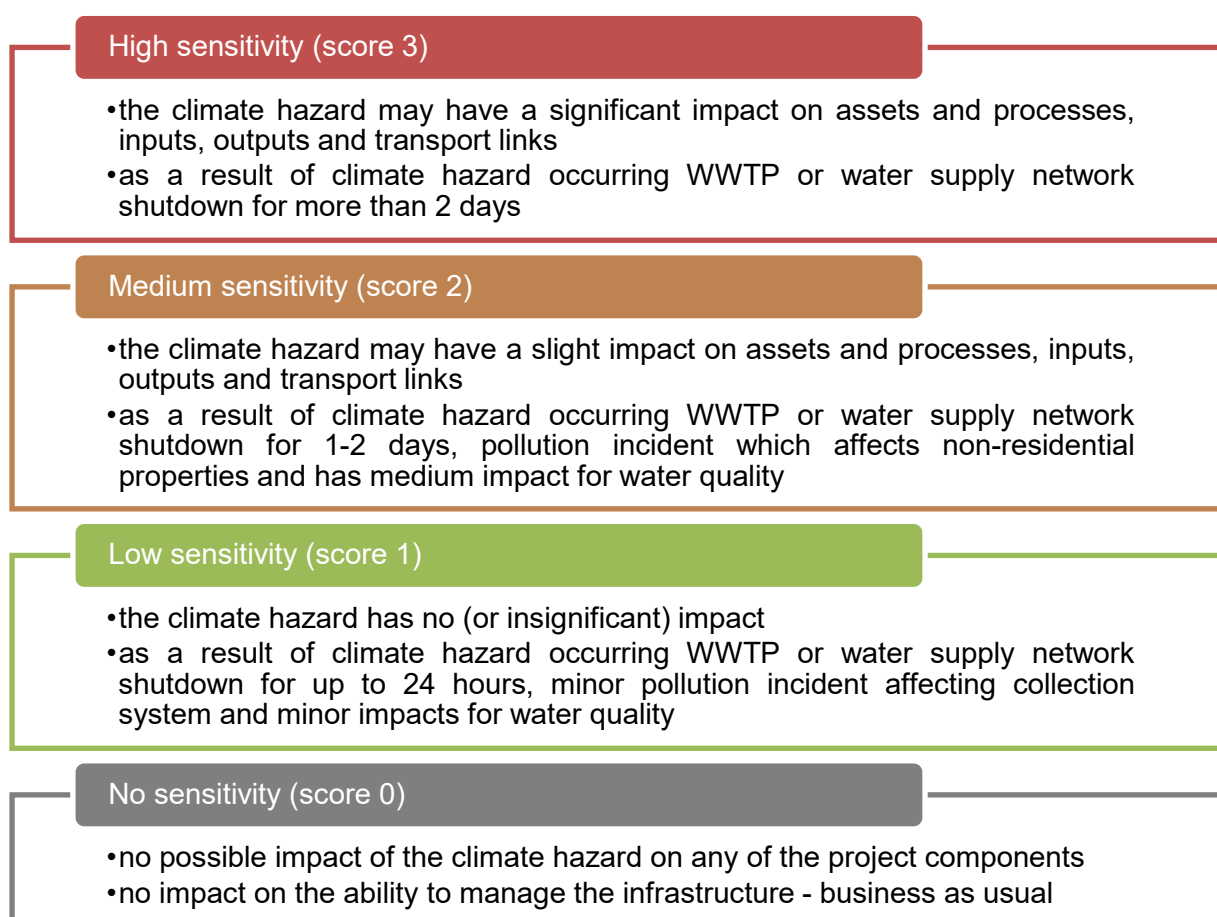 High sensitivity (score 3)
•the climate hazard may have a significant impact on assets and processes,
inputs, outputs and transport links
•as a result of climate hazard occurring WWTP or water supply network
shutdown for more than 2 days
Medium sensitivity (score 2)
•the climate hazard may have a slight impact on assets and processes, inputs,
outputs and transport links
•as a result of climate hazard occurring WWTP or water supply network
shutdown for 1-2 days, pollution incident which affects non-residential
properties and has medium impact for water quality
Low sensitivity (score 1)
•the climate hazard has no (or insignificant) impact
•as a result of climate hazard occurring WWTP or water supply network
shutdown for up to 24 hours, minor pollution incident affecting collection
system and minor impacts for water quality
No sensitivity (score 0)
•no possible impact of the climate hazard on any of the project components
•no impact on the ability to manage the infrastructure - business as usual